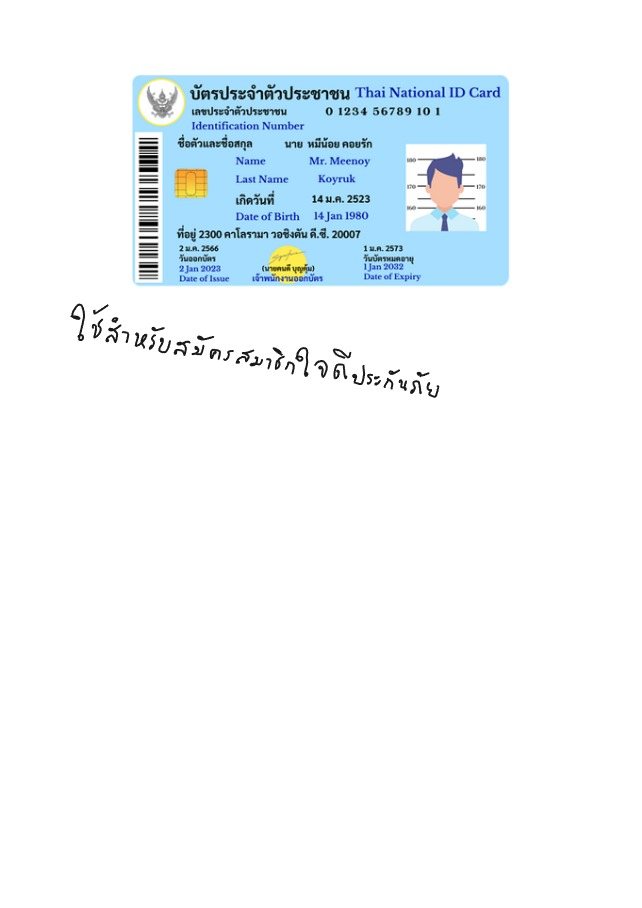 บัตรประจำตัวประชาชน Thai National ID Card
เลขประจำตัวประชาชน 0 1234 56789 10 1
Identification Number
ชื่อตัวและชื่อสกุล นาย หมีน้อย คอยรัก
Name Mr. Meenoy
Last Name Koyruk
เกิดวันที่ 14 ม.ค. 2523
Date of Birth 14 Jan 1980
ที่อยู่ 2300 คาโลรามา วอชิงตัน ดี.ซี. 20007
2 ม.ค. 2566
วันออกบัตร
2 Jan 2023
Date of Issue
(นายคนดี บุญคุ้ม)
เจ้าพนักงานออกบัตร
1 ม.ค. 2573
วันบัตรหมดอายุ
1 Jan 2032
Date of Expiry
180 180
170 170
160 160
ใช้สำหรับสมัครสมาชิกใจดีประกันภัย